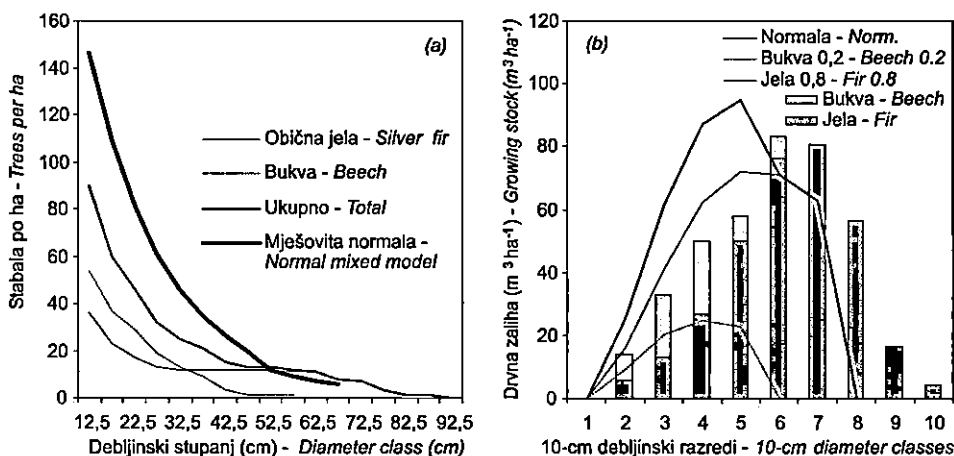 160
140
120
100
80
60
40
20
0
Stabala po ha - Trees per ha
(a)
Obična jela - Silver fir
Bukva - Beech
Ukupno - Total
Mješovita normala -
Normal mixed model
12,5 22,5 32,5 42,5 52,5 62,5 72,5 82,5 92,5
Debljinski stupanj (cm) - Diameter class (cm)
120
100
80
60
40
20
0
Drvna zaliha (m³ ha⁻¹) - Growing stock (m³ ha⁻¹)
(b)
Normala - Norm.
Bukva 0,2 - Beech 0.2
Jela 0,8 - Fir 0.8
Bukva - Beech
Jela - Fir
1 2 3 4 5 6 7 8 9 10
10-cm debljinski razredi - 10-cm diameter classes